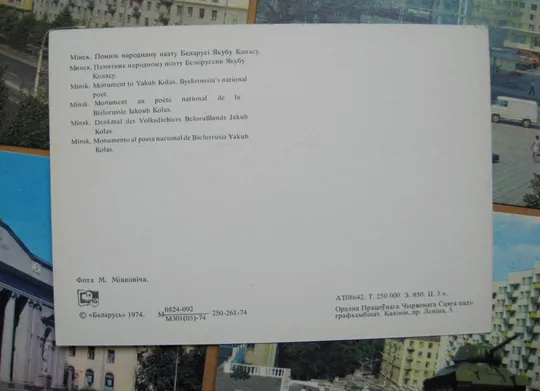 Мінск. Помнік народнаму паэту Беларусі Якубу Коласу.
Минск. Памятник народному поэту Белоруссии Якубу
Коласу.
Minsk. Monument to Yakub Kolas. Byelorussia's national
poet.
Minsk. Monument au poète national de la
Biélorussie Iakoub Kolas.
Minsk. Denkmal des Volksdichters Belorußlands Jakub
Kolas.
Minsk. Monumento al poeta nacional de Bielorrusia Yakub
Kolas.
Фота М. Мінковіча.
© «Беларусь» 1974. М 0824-092 / М301(05)-74 250-261-74
АТ08642. Т. 250 000. З. 850. Ц. 3 к.
Ордэна Працоўнага Чырвонага Сцяга паліграфкамбінат.
Калінін, пр. Леніна, 5.